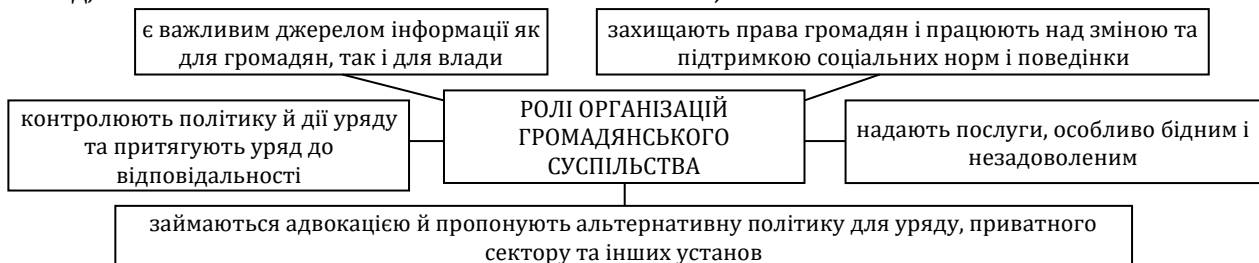 є важливим джерелом інформації як
для громадян, так і для влади
захищають права громадян і працюють над зміною та
підтримкою соціальних норм і поведінки
контролюють політику й дії уряду
та притягують уряд до
відповідальності
РОЛІ ОРГАНІЗАЦІЙ
ГРОМАДЯНСЬКОГО
СУСПІЛЬСТВА
надають послуги, особливо бідним і
незадоволеним
займаються адвокацією й пропонують альтернативну політику для уряду, приватного
сектору та інших установ